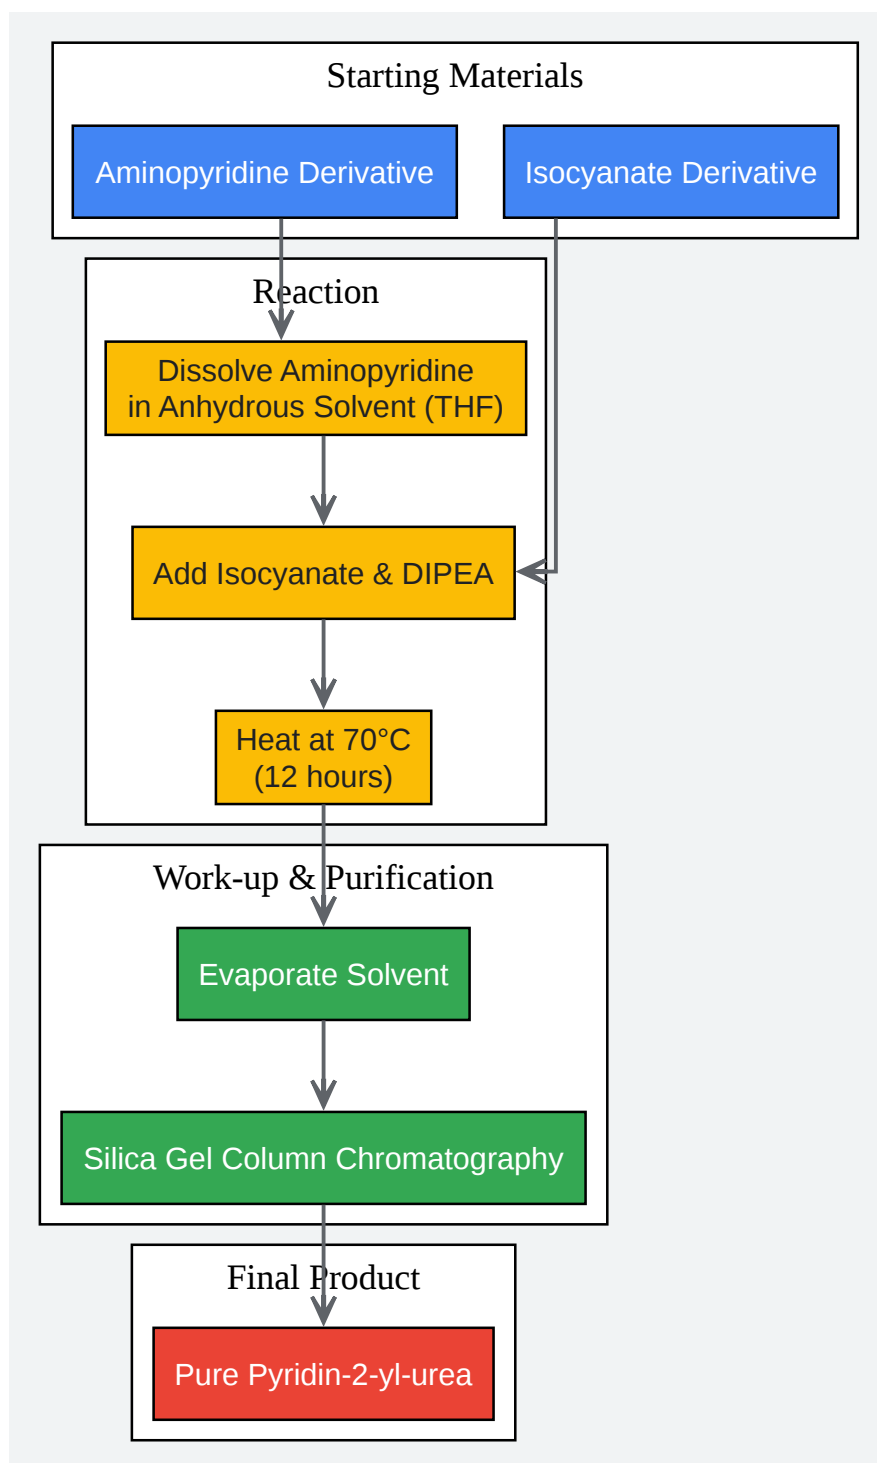 Starting Materials
Aminopyridine Derivative
Isocyanate Derivative
Reaction
Dissolve Aminopyridine
in Anhydrous Solvent (THF)
Add Isocyanate & DIPEA
Heat at 70°C
(12 hours)
Work-up & Purification
Evaporate Solvent
Silica Gel Column Chromatography
Final Product
Pure Pyridin-2-yl-urea